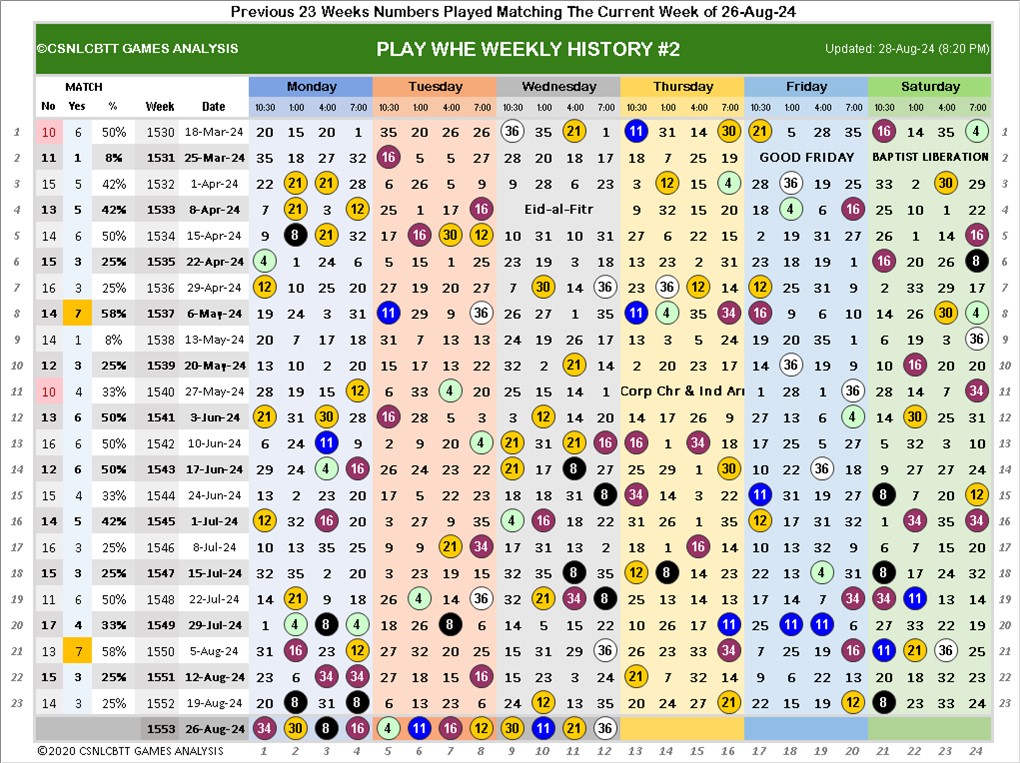 Previous 23 Weeks Numbers Played Matching The Current Week of 26-Aug-24
©CSNLCBTT GAMES ANALYSIS PLAY WHE WEEKLY HISTORY #2 Updated: 28-Aug-24 (8:20 PM)
MATCH Monday Tuesday Wednesday Thursday Friday Saturday
No Yes % Week Date 10:30 1:00 4:00 7:00 10:30 1:00 4:00 7:00 10:30 1:00 4:00 7:00 10:30 1:00 4:00 7:00 10:30 1:00 4:00 7:00 10:30 1:00 4:00 7:00
1 10 6 50% 1530 18-Mar-24 20 15 20 1 35 20 26 26 36 35 21 1 11 31 14 30 21 5 28 35 16 14 35 4 1
2 11 1 8% 1531 25-Mar-24 35 18 27 32 16 5 5 27 28 20 18 17 18 7 25 19 GOOD FRIDAY BAPTIST LIBERATION 2
3 15 5 42% 1532 1-Apr-24 22 21 21 28 6 26 5 9 9 28 6 23 3 12 15 4 28 36 19 25 33 2 30 29 3
4 13 5 42% 1533 8-Apr-24 7 21 3 12 25 1 17 16 Eid-al-Fitr 9 32 15 20 18 4 6 16 25 10 1 22 4
5 14 6 50% 1534 15-Apr-24 9 8 21 32 17 16 30 12 10 31 10 31 27 6 22 15 2 19 31 27 26 1 14 16 5
6 15 3 25% 1535 22-Apr-24 4 1 24 6 5 15 1 25 23 19 3 18 13 23 2 31 23 18 19 1 16 20 26 8 6
7 16 3 25% 1536 29-Apr-24 12 10 25 20 27 19 20 27 7 30 14 36 23 36 12 14 12 25 31 9 2 33 29 17 7
8 14 7 58% 1537 6-May-24 19 24 3 31 11 29 9 36 26 27 1 35 11 4 35 34 16 9 6 10 14 26 30 4 8
9 14 1 8% 1538 13-May-24 20 7 17 18 31 7 13 13 24 19 26 17 13 3 5 24 19 20 35 1 6 19 3 36 9
10 12 3 25% 1539 20-May-24 13 10 2 20 15 17 13 22 32 2 21 14 2 20 20 23 14 36 19 9 10 16 20 20 10
11 10 4 33% 1540 27-May-24 28 19 15 12 6 33 4 20 25 15 14 1 Corp Chr & Ind Arr 1 28 1 36 28 14 7 34 11
12 13 6 50% 1541 3-Jun-24 21 31 30 28 16 28 5 3 3 12 14 20 14 17 26 9 27 13 6 4 14 30 25 31 12
13 16 6 50% 1542 10-Jun-24 6 24 11 9 2 9 20 4 21 31 21 16 16 1 34 18 17 25 5 27 5 32 3 10 13
14 12 6 50% 1543 17-Jun-24 29 24 4 16 26 24 23 22 21 17 8 27 25 29 1 30 10 22 36 18 9 27 27 24 14
15 15 4 33% 1544 24-Jun-24 13 2 23 20 17 5 22 23 18 18 31 8 34 14 3 22 11 31 19 27 8 7 20 12 15
16 14 5 42% 1545 1-Jul-24 12 32 16 20 3 27 9 35 4 16 18 22 31 26 1 35 12 17 31 32 1 34 35 34 16
17 16 3 25% 1546 8-Jul-24 10 13 35 25 9 9 21 34 17 31 13 2 18 1 16 14 10 13 32 9 6 7 15 20 17
18 15 3 25% 1547 15-Jul-24 32 35 2 20 3 23 19 15 32 35 8 35 12 8 14 23 22 13 4 31 8 17 24 32 18
19 11 6 50% 1548 22-Jul-24 14 21 9 18 26 4 14 36 32 21 34 8 25 13 14 13 17 14 7 34 34 11 13 14 19
20 17 4 33% 1549 29-Jul-24 1 4 8 4 18 26 8 6 14 5 15 22 10 26 17 11 25 11 11 6 27 33 22 19 20
21 13 7 58% 1550 5-Aug-24 31 16 23 12 27 32 20 25 15 31 29 36 26 23 33 34 7 25 19 16 11 21 36 25 21
22 15 3 25% 1551 12-Aug-24 23 6 34 34 27 18 15 16 15 23 3 24 21 7 32 14 9 6 22 13 20 18 32 23 22
23 14 3 25% 1552 19-Aug-24 20 8 31 8 6 13 23 6 24 12 13 35 20 24 27 21 22 15 19 12 8 23 33 24 23
1553 26-Aug-24 34 30 8 16 4 11 16 12 30 11 21 36
©2020 CSNLCBTT GAMES ANALYSIS 1 2 3 4 5 6 7 8 9 10 11 12 13 14 15 16 17 18 19 20 21 22 23 24